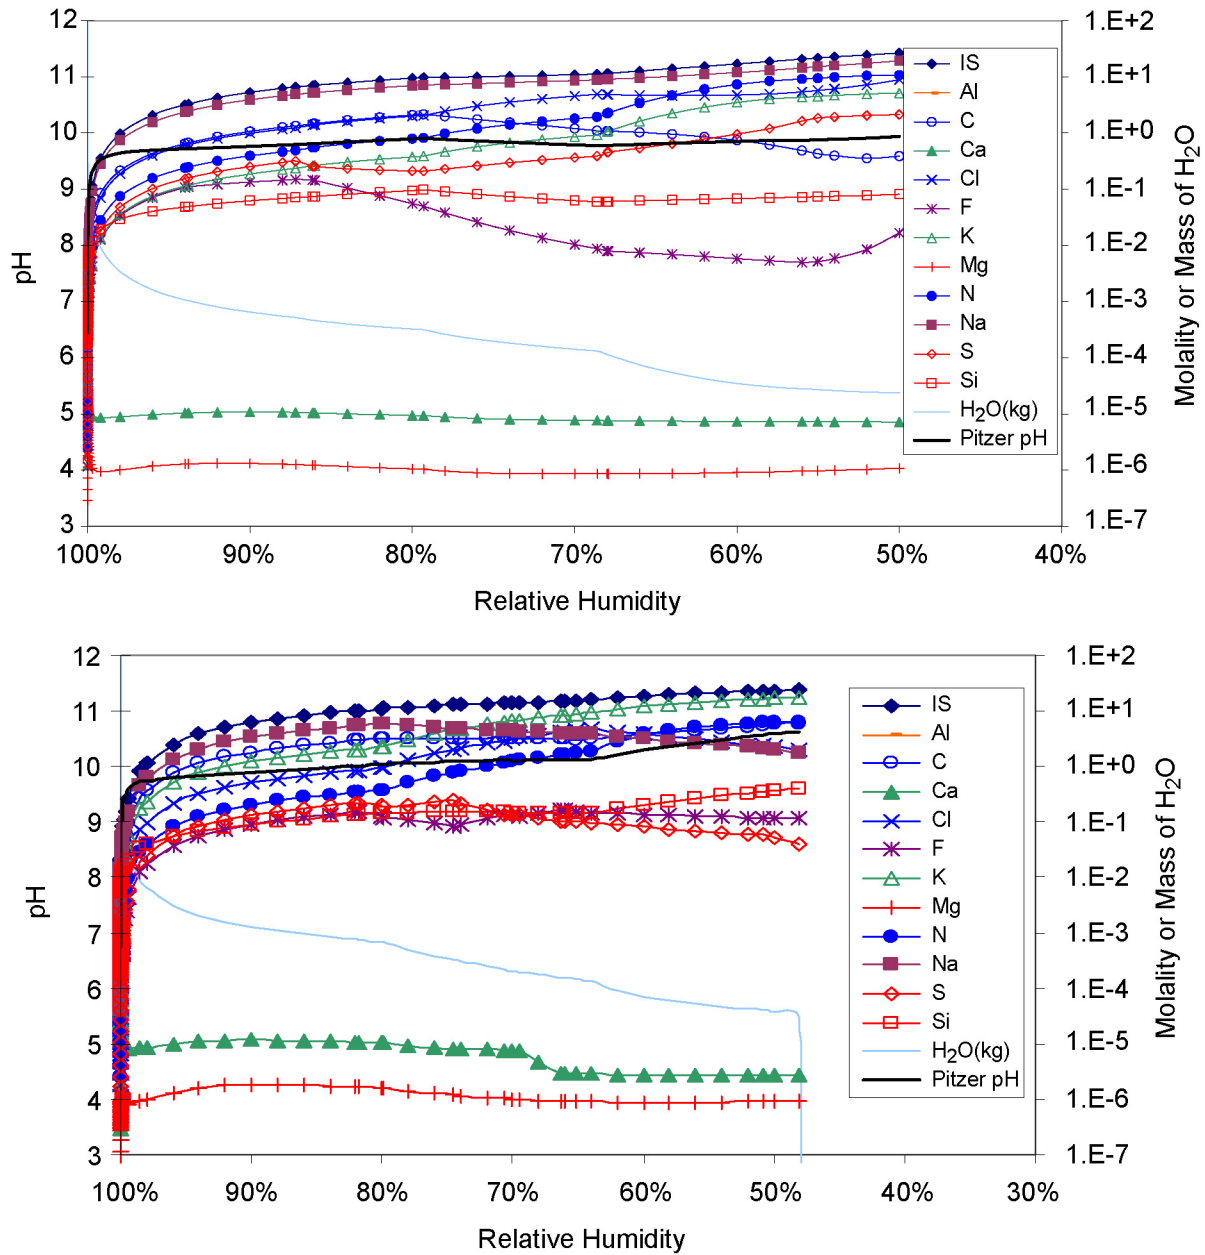 12
11
10
9
8
7
6
5
4
3
pH
100%
90%
80%
70%
60%
50%
40%
Relative Humidity
1.E+2
1.E+1
1.E+0
1.E-1
1.E-2
1.E-3
1.E-4
1.E-5
1.E-6
1.E-7
Molality or Mass of H₂O
IS
Al
C
Ca
Cl
F
K
Mg
N
Na
S
Si
H₂O(kg)
Pitzer pH
12
11
10
9
8
7
6
5
4
3
pH
100%
90%
80%
70%
60%
50%
40%
30%
Relative Humidity
1.E+2
1.E+1
1.E+0
1.E-1
1.E-2
1.E-3
1.E-4
1.E-5
1.E-6
1.E-7
Molality or Mass of H₂O
IS
Al
C
Ca
Cl
F
K
Mg
N
Na
S
Si
H₂O(kg)
Pitzer pH